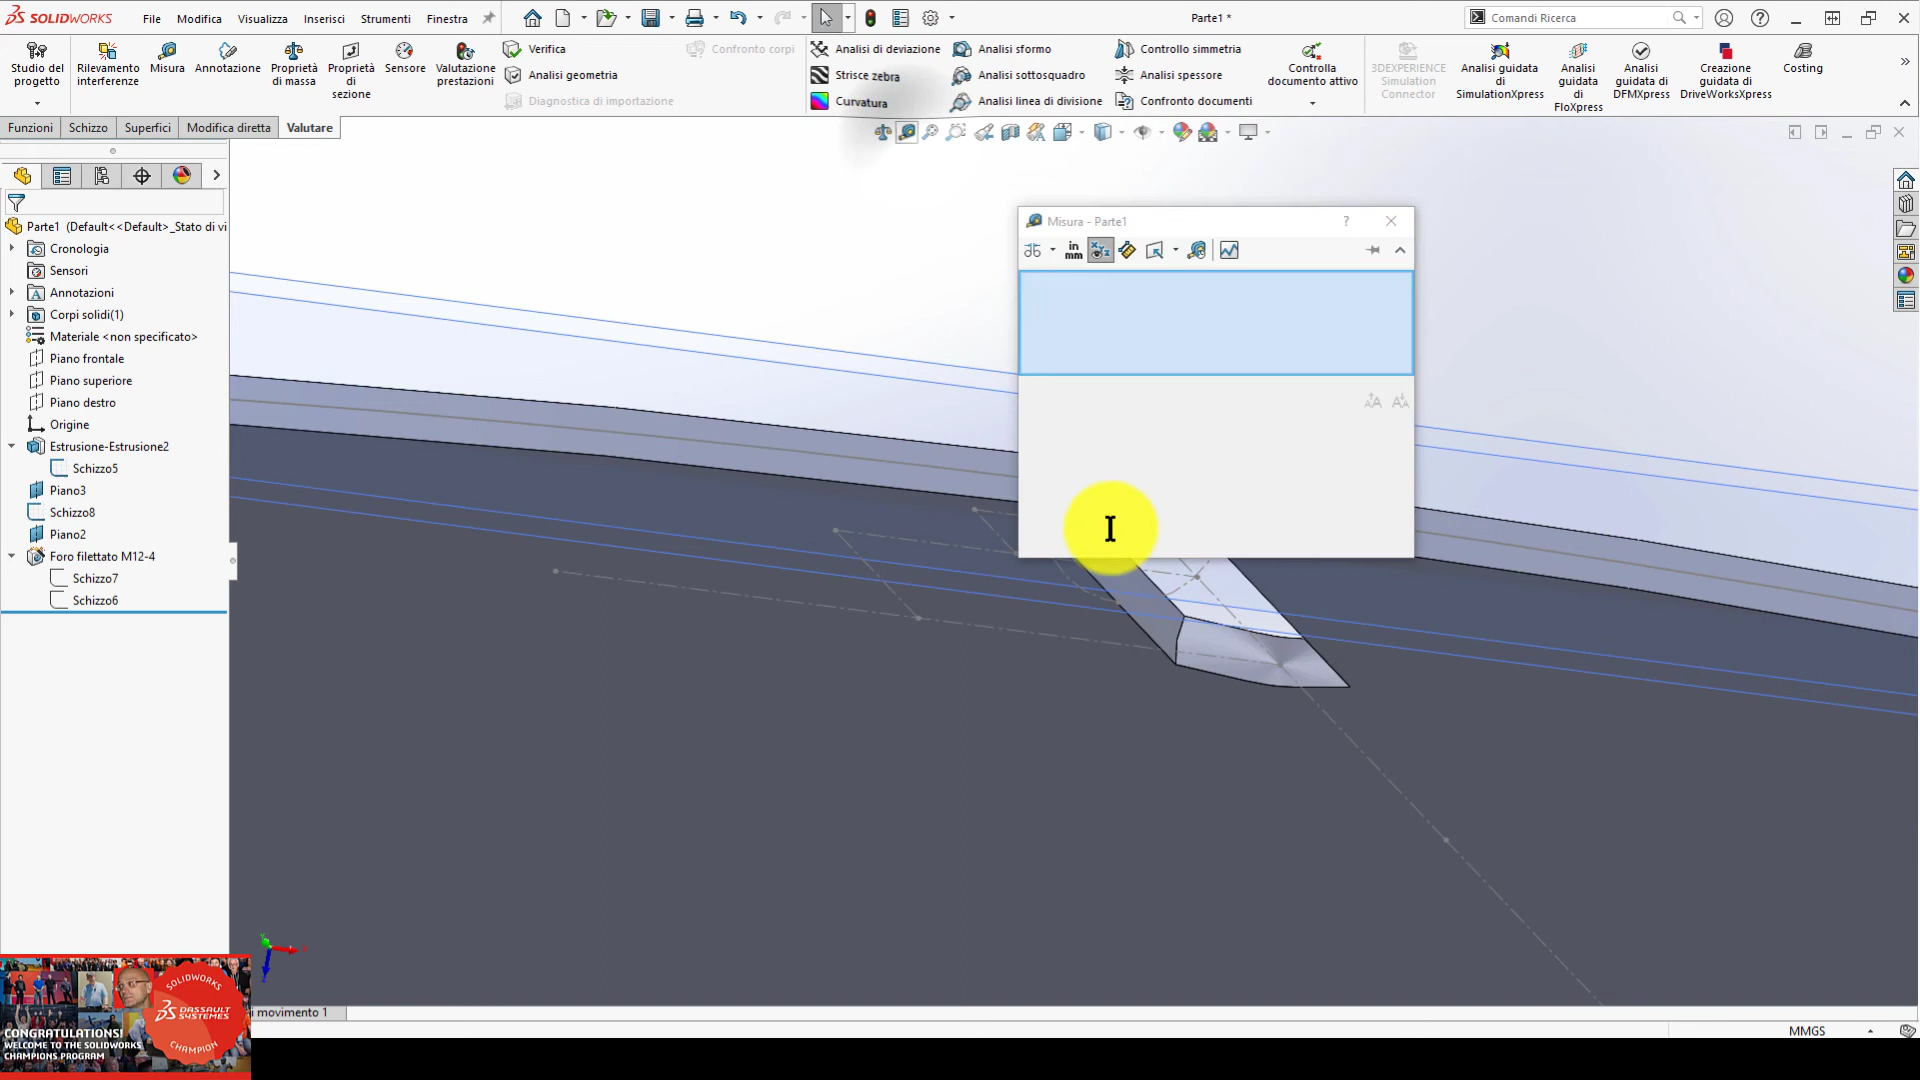 SOLIDWORKS
File
Modifica
Visualizza
Inserisci
Strumenti
Finestra
Parte1 *
Comandi Ricerca
Studio del progetto
Rilevamento interferenze
Misura
Annotazione
Proprietà di massa
Proprietà di sezione
Sensore
Valutazione prestazioni
Verifica
Analisi geometria
Diagnostica di importazione
Confronto corpi
Analisi di deviazione
Strisce zebra
Curvatura
Analisi sformo
Analisi sottosquadro
Analisi linea di divisione
Controllo simmetria
Analisi spessore
Confronto documenti
Controlla documento attivo
3DEXPERIENCE Simulation Connector
Analisi guidata di SimulationXpress
Analisi guidata di FloXpress
Analisi guidata di DFMXpress
Creazione guidata di DriveWorksXpress
Costing
Funzioni
Schizzo
Superfici
Modifica diretta
Valutare
Parte1 (Default<<Default>_Stato di vi
Cronologia
Sensori
Annotazioni
Corpi solidi(1)
Materiale <non specificato>
Piano frontale
Piano superiore
Piano destro
Origine
Estrusione-Estrusione2
Schizzo5
Piano3
Schizzo8
Piano2
Foro filettato M12-4
Schizzo7
Schizzo6
Misura - Parte1
in
mm
SOLIDWORKS
DASSAULT SYSTEMES
CHAMPION
CONGRATULATIONS!
WELCOME TO THE SOLIDWORKS
CHAMPIONS PROGRAM
i movimento 1
MMGS